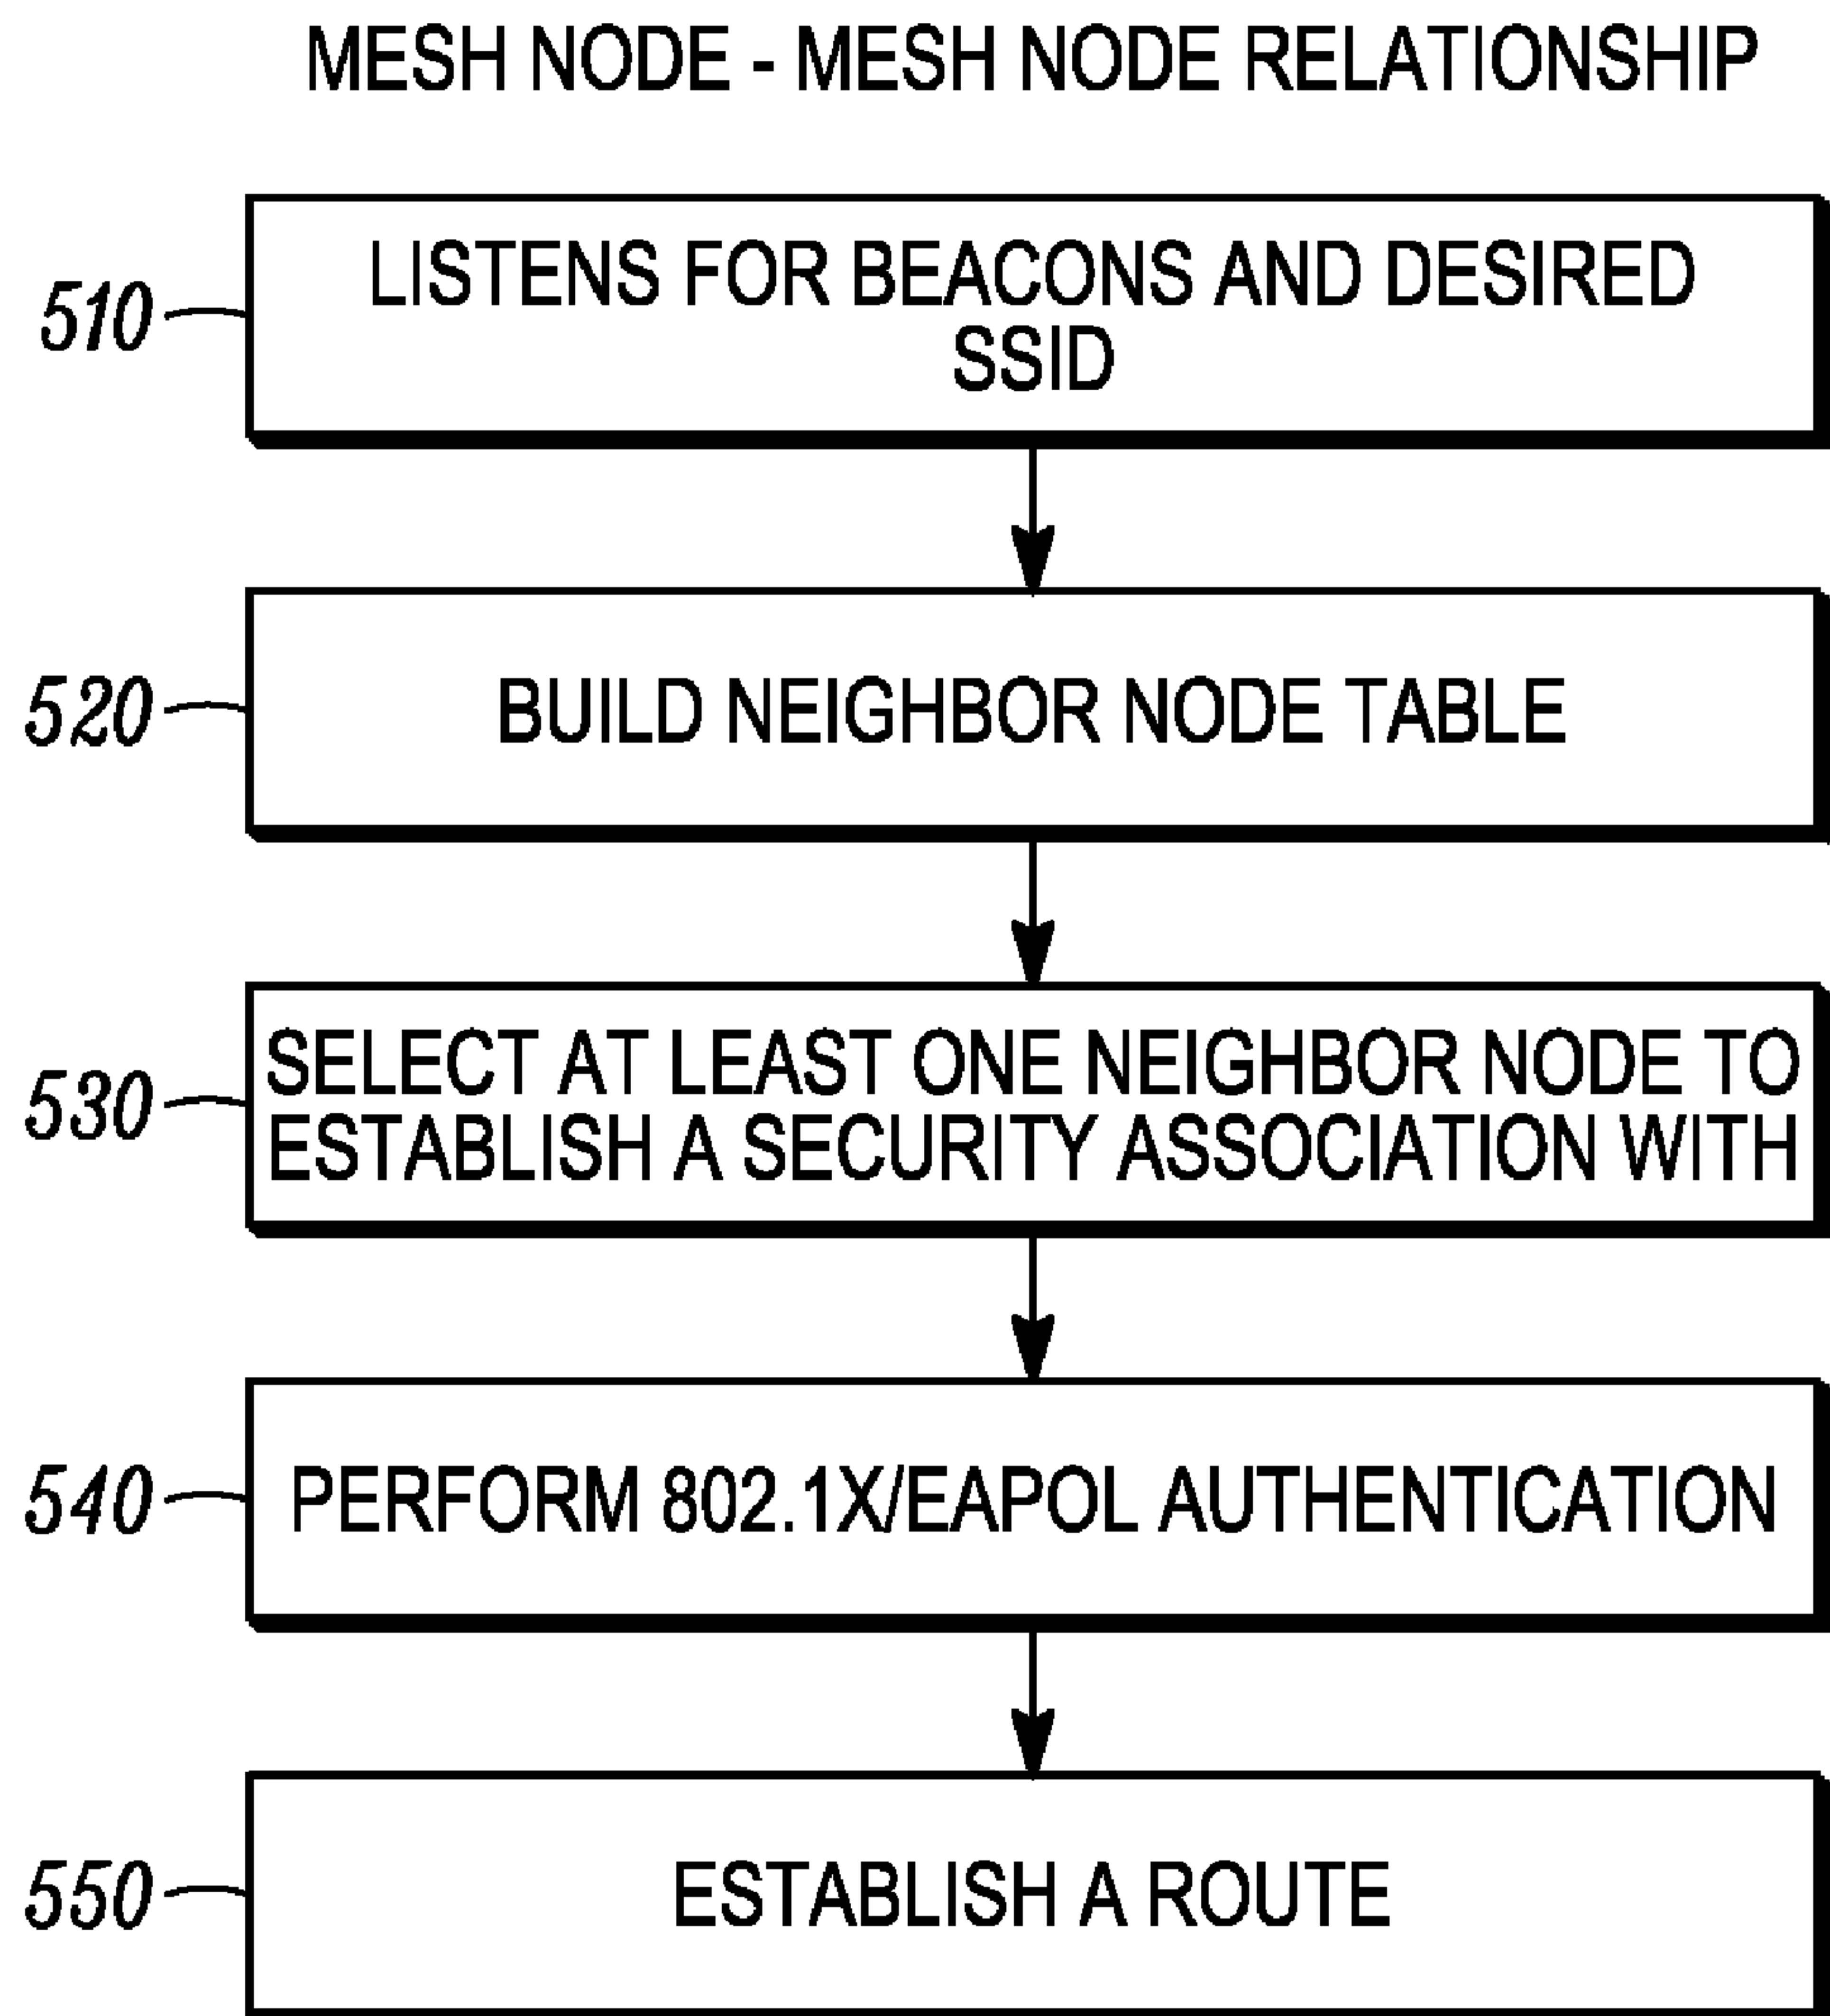 MESH NODE - MESH NODE RELATIONSHIP
510
LISTENS FOR BEACONS AND DESIRED
SSID
520
BUILD NEIGHBOR NODE TABLE
530
SELECT AT LEAST ONE NEIGHBOR NODE TO
ESTABLISH A SECURITY ASSOCIATION WITH
540
PERFORM 802.1X/EAPOL AUTHENTICATION
550
ESTABLISH A ROUTE